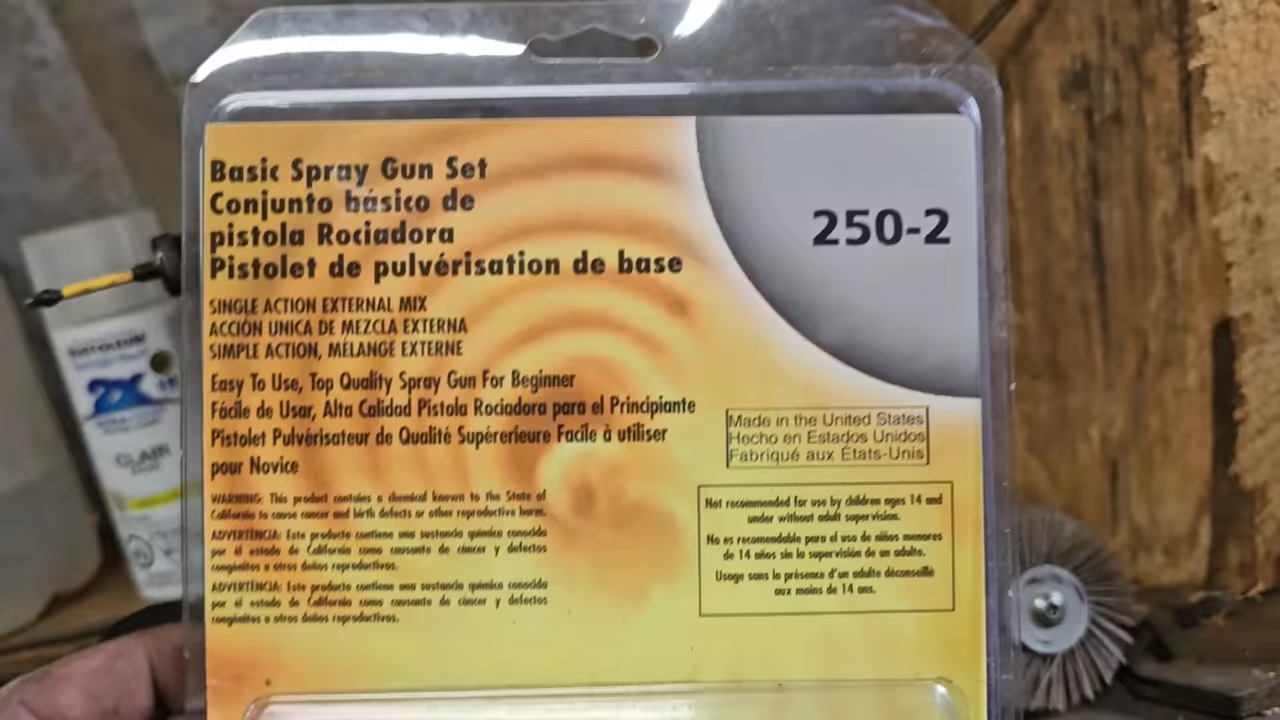 Basic Spray Gun Set
Conjunto básico de
pistola Rociadora
Pistolet de pulvérisation de base
250-2
SINGLE ACTION EXTERNAL MIX
ACCIÓN UNICA DE MEZCLA EXTERNA
SIMPLE ACTION, MÉLANGE EXTERNE
Easy To Use, Top Quality Spray Gun For Beginner
Fácile de Usar, Alta Calidad Pistola Rociadora para el Principiante
Pistolet Pulvérisateur de Qualité Supérerieure Facile à utiliser
pour Novice
Made in the United States
Hecho en Estados Unidos
Fabriqué aux États-Unis
WARNING: This product contains a chemical known to the State of
California to cause cancer and birth defects or other reproductive harm.
ADVERTÈNCIA: Este producto contiene una sustancia química conocida
por él estado de California como causante de cáncer y defectos
congénitos u otros daños reproductivos.
ADVERTÈNCIA: Este producto contiene una sustancia química conocida
por él estado de California como causante de cáncer y defectos
congénitos u otros daños reproductivos.
Not recommended for use by children ages 14 and
under without adult supervision.
No es recomendable para el uso de niños menores
de 14 años sin la supervisión de un adulto.
Usage sans la présence d'un adulte déconseillé
aux moins de 14 ans.
RUST-OLEUM
2X
CLAIR